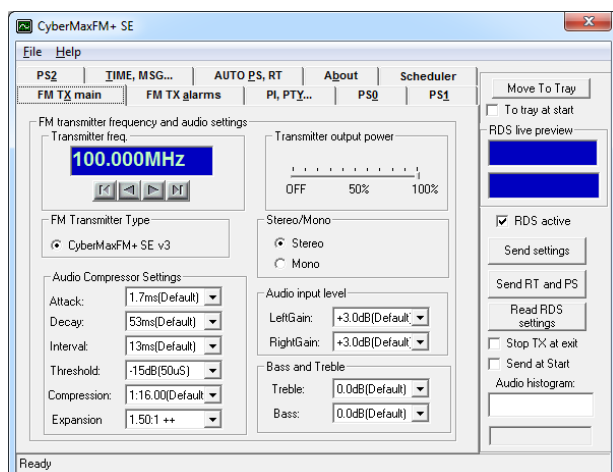 CyberMaxFM+ SE
File Help
PS2 TIME, MSG... AUTO PS, RT About Scheduler
FM TX main FM TX alarms PI, PTY... PS0 PS1
FM transmitter frequency and audio settings
Transmitter freq.
100.000MHz
Transmitter output power
OFF 50% 100%
FM Transmitter Type
CyberMaxFM+ SE v3
Stereo/Mono
Stereo
Mono
Audio Compressor Settings
Attack: 1.7ms(Default)
Decay: 53ms(Default)
Interval: 13ms(Default)
Threshold: -15dB(50uS)
Compression: 1:16.00(Default
Expansion 1.50:1 ++
Audio input level
LeftGain: +3.0dB(Default)
RightGain: +3.0dB(Default)
Bass and Treble
Treble: 0.0dB(Default)
Bass: 0.0dB(Default)
Move To Tray
To tray at start
RDS live preview
RDS active
Send settings
Send RT and PS
Read RDS
settings
Stop TX at exit
Send at Start
Audio histogram:
Ready